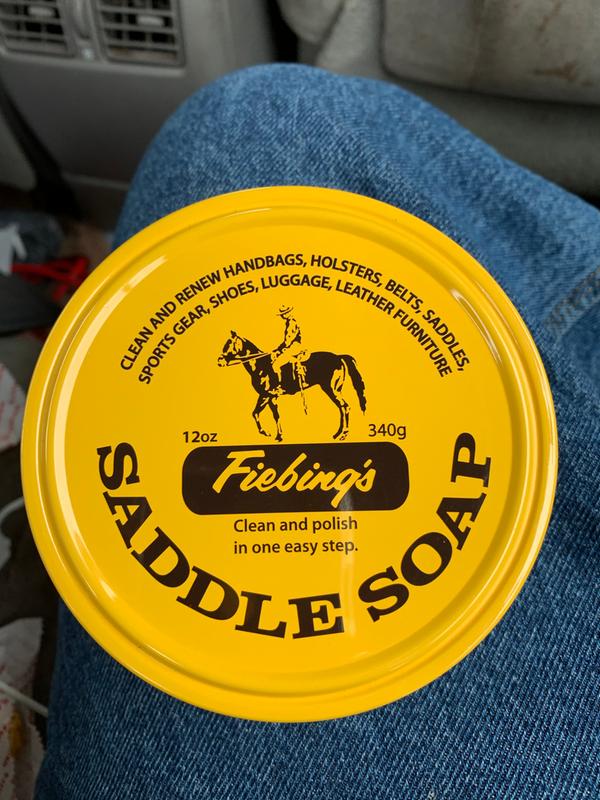 CLEAN AND RENEW HANDBAGS, HOLSTERS, BELTS, SADDLES,
SPORTS GEAR, SHOES, LUGGAGE, LEATHER FURNITURE
12oz 340g
Fiebing's
Clean and polish
in one easy step.
SADDLE SOAP